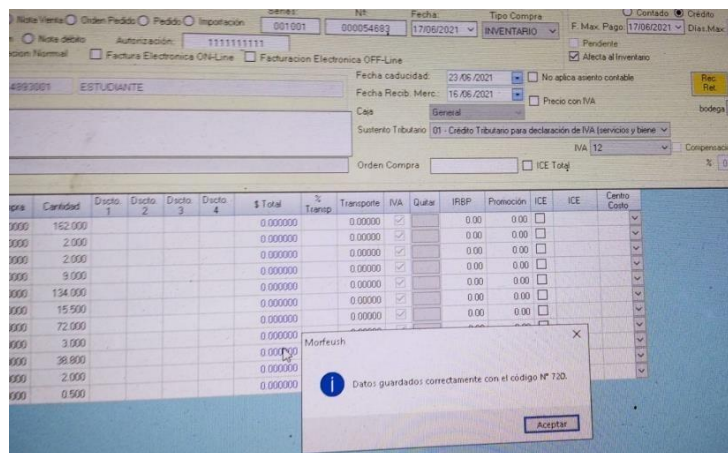 Series: Nº: Fecha: Tipo Compre Contado Crédito
Nota Venta Orden Pedido Pedido Importación 001001 000054683 17/06/2021 INVENTARIO F. Max. Pago 17/06/2021 Días.Max
Nota débito Autorización: 1111111111 Pendiente
Normal Factura Electronica ON-Line Facturacion Electronica OFF-Line Afecta al Inventario
Fecha caducidad: 23/06/2021 No aplica asiento contable Rec. Ret.
ESTUDIANTE Fecha Recib. Merc.: 16/06/2021 Precio con IVA
Caja General bodega
Sustento Tributario 01 - Crédito Tributario para declaración de IVA (servicios y biene
IVA 12 Compensaci
Orden Compra ICE Total %
Cantidad Dscto. 1 Dscto. 2 Dscto. 3 Dscto. 4 $ Total % Transp Transporte IVA Quitar IRBP Promoción ICE ICE Centro Costo
162.000 0.000000 0.00000 0.00 0.00
2.000 0.000000 0.00000 0.00 0.00
2.000 0.000000 0.00000 0.00 0.00
9.000 0.000000 0.00000 0.00 0.00
134.000 0.000000 0.00000 0.00 0.00
15.500 0.000000 0.00000 0.00 0.00
72.000 0.000000 0.00000 0.00 0.00
3.000 0.000000
38.800 0.000000
2.000 0.000000
0.500 0.000000
Morfeush
Datos guardados correctamente con el código Nº 720.
Aceptar